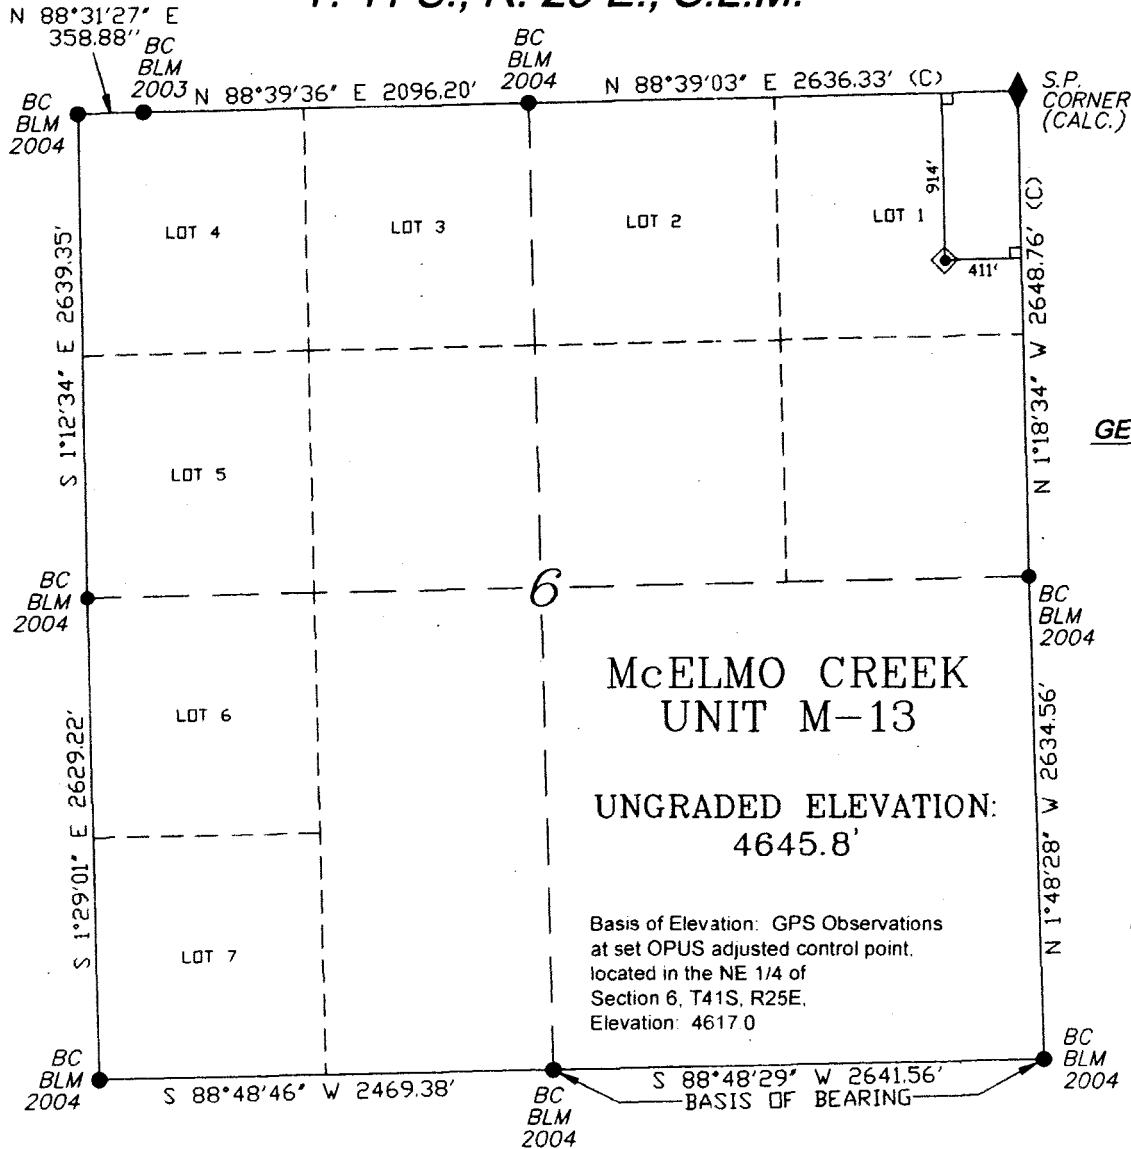 N 88°31'27" E
358.88''
BC
BLM
2003
BC
BLM
2004
N 88°39'36" E 2096.20'
BC
BLM
2004
N 88°39'03" E 2636.33' (C)
S.P.
CORNER
(CALC.)
914'
411'
LOT 4
LOT 3
LOT 2
LOT 1
S 1°12'34" E 2639.35'
N 1°18'34" W 2648.76' (C)
GE
LOT 5
BC
BLM
2004
6
BC
BLM
2004
McELMO CREEK
UNIT M-13
LOT 6
UNGRADED ELEVATION:
4645.8'
S 1°29'01" E 2629.22'
N 1°48'28" W 2634.56'
Basis of Elevation: GPS Observations
at set OPUS adjusted control point,
located in the NE 1/4 of
Section 6, T41S, R25E,
Elevation: 4617.0
LOT 7
BC
BLM
2004
S 88°48'46" W 2469.38'
BC
BLM
2004
S 88°48'29" W 2641.56'
BASIS OF BEARING
BC
BLM
2004